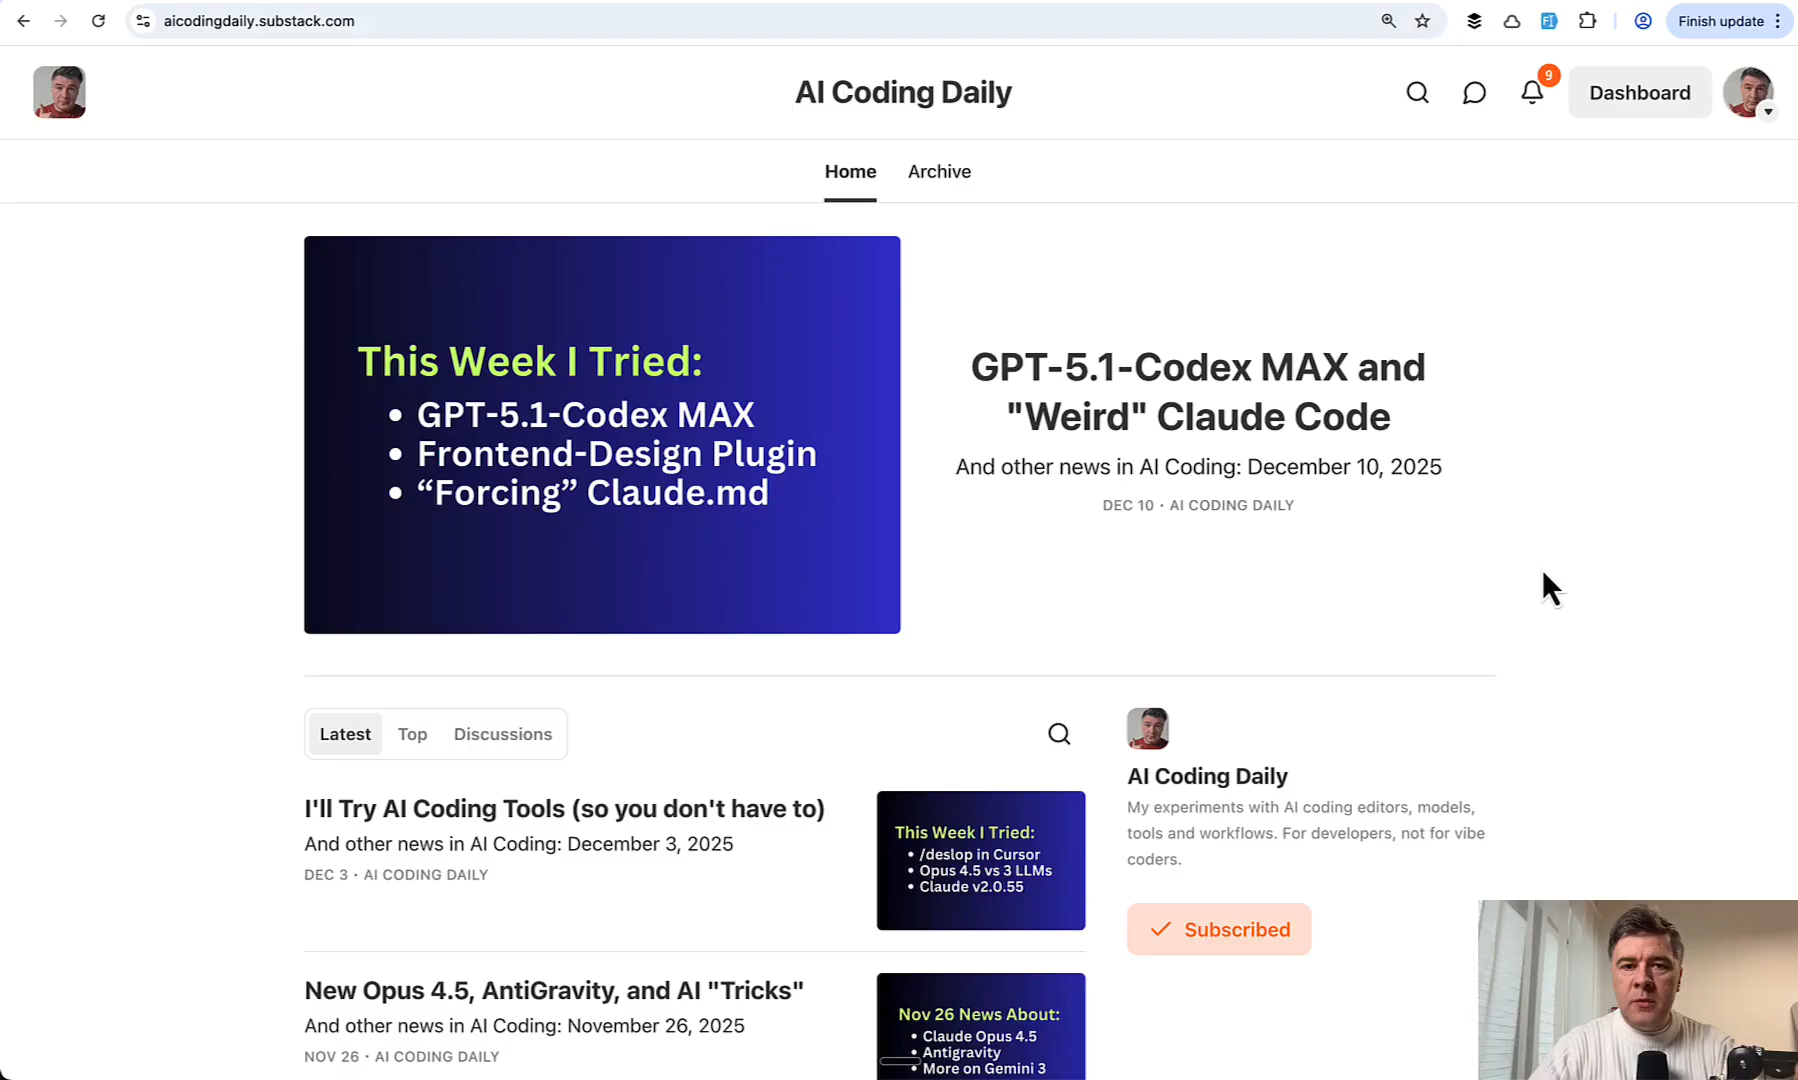 aicodingdaily.substack.com
Finish update
AI Coding Daily
9
Dashboard
Home
Archive
This Week I Tried:
• GPT-5.1-Codex MAX
• Frontend-Design Plugin
• “Forcing” Claude.md
GPT-5.1-Codex MAX and
"Weird" Claude Code
And other news in AI Coding: December 10, 2025
DEC 10 • AI CODING DAILY
Latest
Top
Discussions
I'll Try AI Coding Tools (so you don't have to)
And other news in AI Coding: December 3, 2025
DEC 3 • AI CODING DAILY
This Week I Tried:
• /deslop in Cursor
• Opus 4.5 vs 3 LLMs
• Claude v2.0.55
New Opus 4.5, AntiGravity, and AI "Tricks"
And other news in AI Coding: November 26, 2025
NOV 26 • AI CODING DAILY
Nov 26 News About:
• Claude Opus 4.5
• Antigravity
• More on Gemini 3
AI Coding Daily
My experiments with AI coding editors, models,
tools and workflows. For developers, not for vibe
coders.
Subscribed